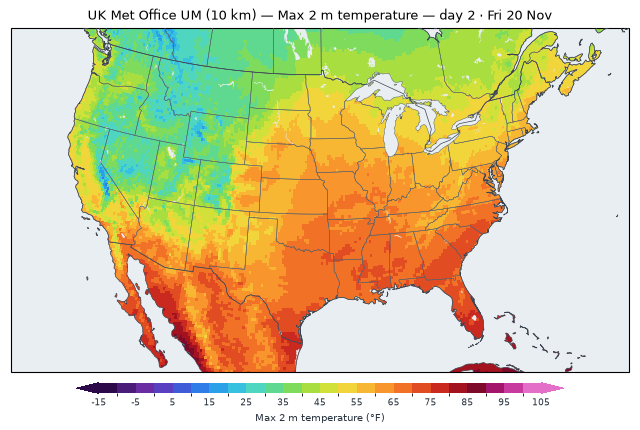 UK Met Office UM (10 km) — Max 2 m temperature — day 2 · Fri 20 Nov
-15 -5 5 15 25 35 45 55 65 75 85 95 105
Max 2 m temperature (°F)